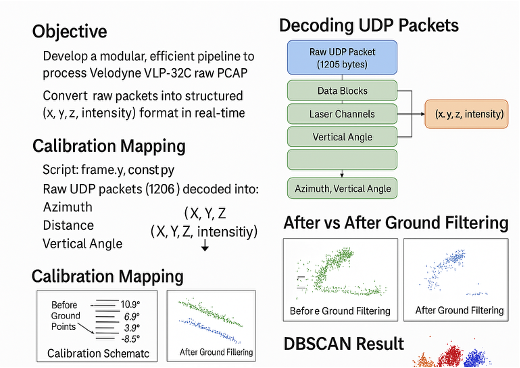 Objective
Develop a modular, efficient pipeline to
process Velodyne VLP-32C raw PCAP
Convert raw packets into structured
(x, y, z, intensity) format in real-time
Calibration Mapping
Script: frame.y, const py
Raw UDP packets (1206) decoded into:
Azimuth
Distance
Vertical Angle
(X, Y, Z
(X, Y, Z, intensitiy)
Calibration Mapping
Before
Ground
Points
10.9°
6.9°
3.9°
-8.5°
Calibration Schematc
After Ground Fllering
Decoding UDP Packets
Raw UDP Packet
(1205 bytes)
Data Blocks
Laser Channels
Vertical Angle
Azimuth, Vertical Angle
(x, y, z, intensity)
After vs After Ground Filtering
Before Ground Filtering
After Ground Filtering
DBSCAN Result